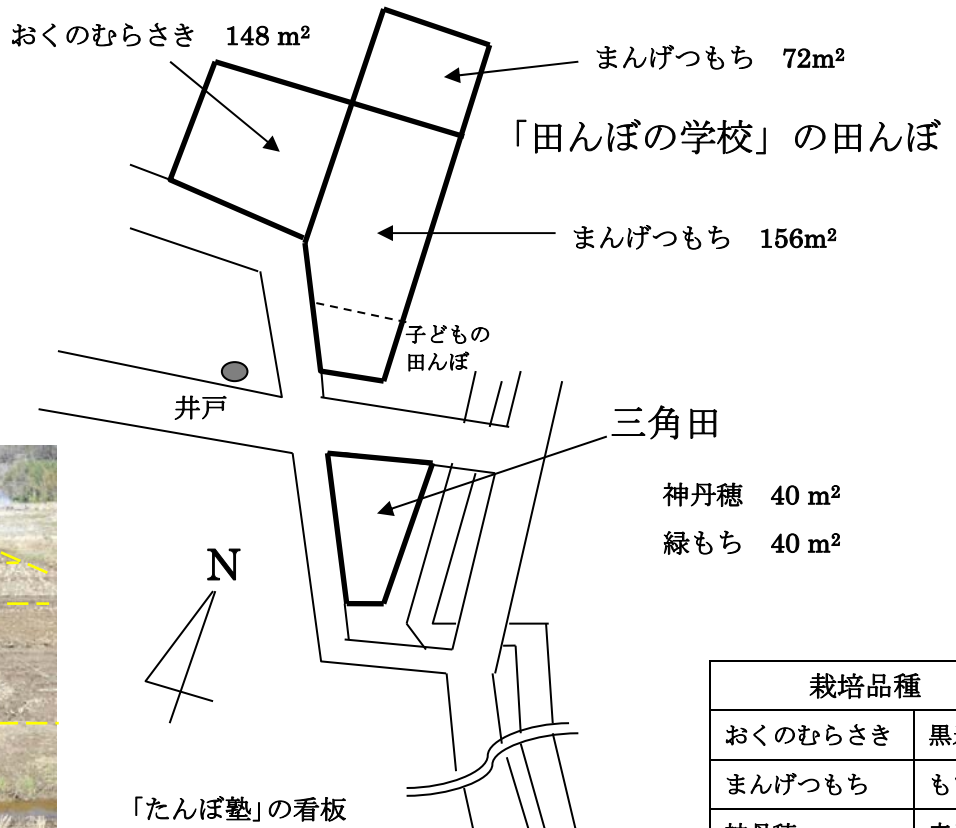 おくのむらさき 148 m²
まんげつもち 72m²
「田んぼの学校」の田んぼ
まんげつもち 156m²
子どもの
田んぼ
井戸
三角田
神丹穂 40 m²
緑もち 40 m²
N
栽培品種
おくのむらさき 黒
まんげつもち も
「たんぼ塾」の看板